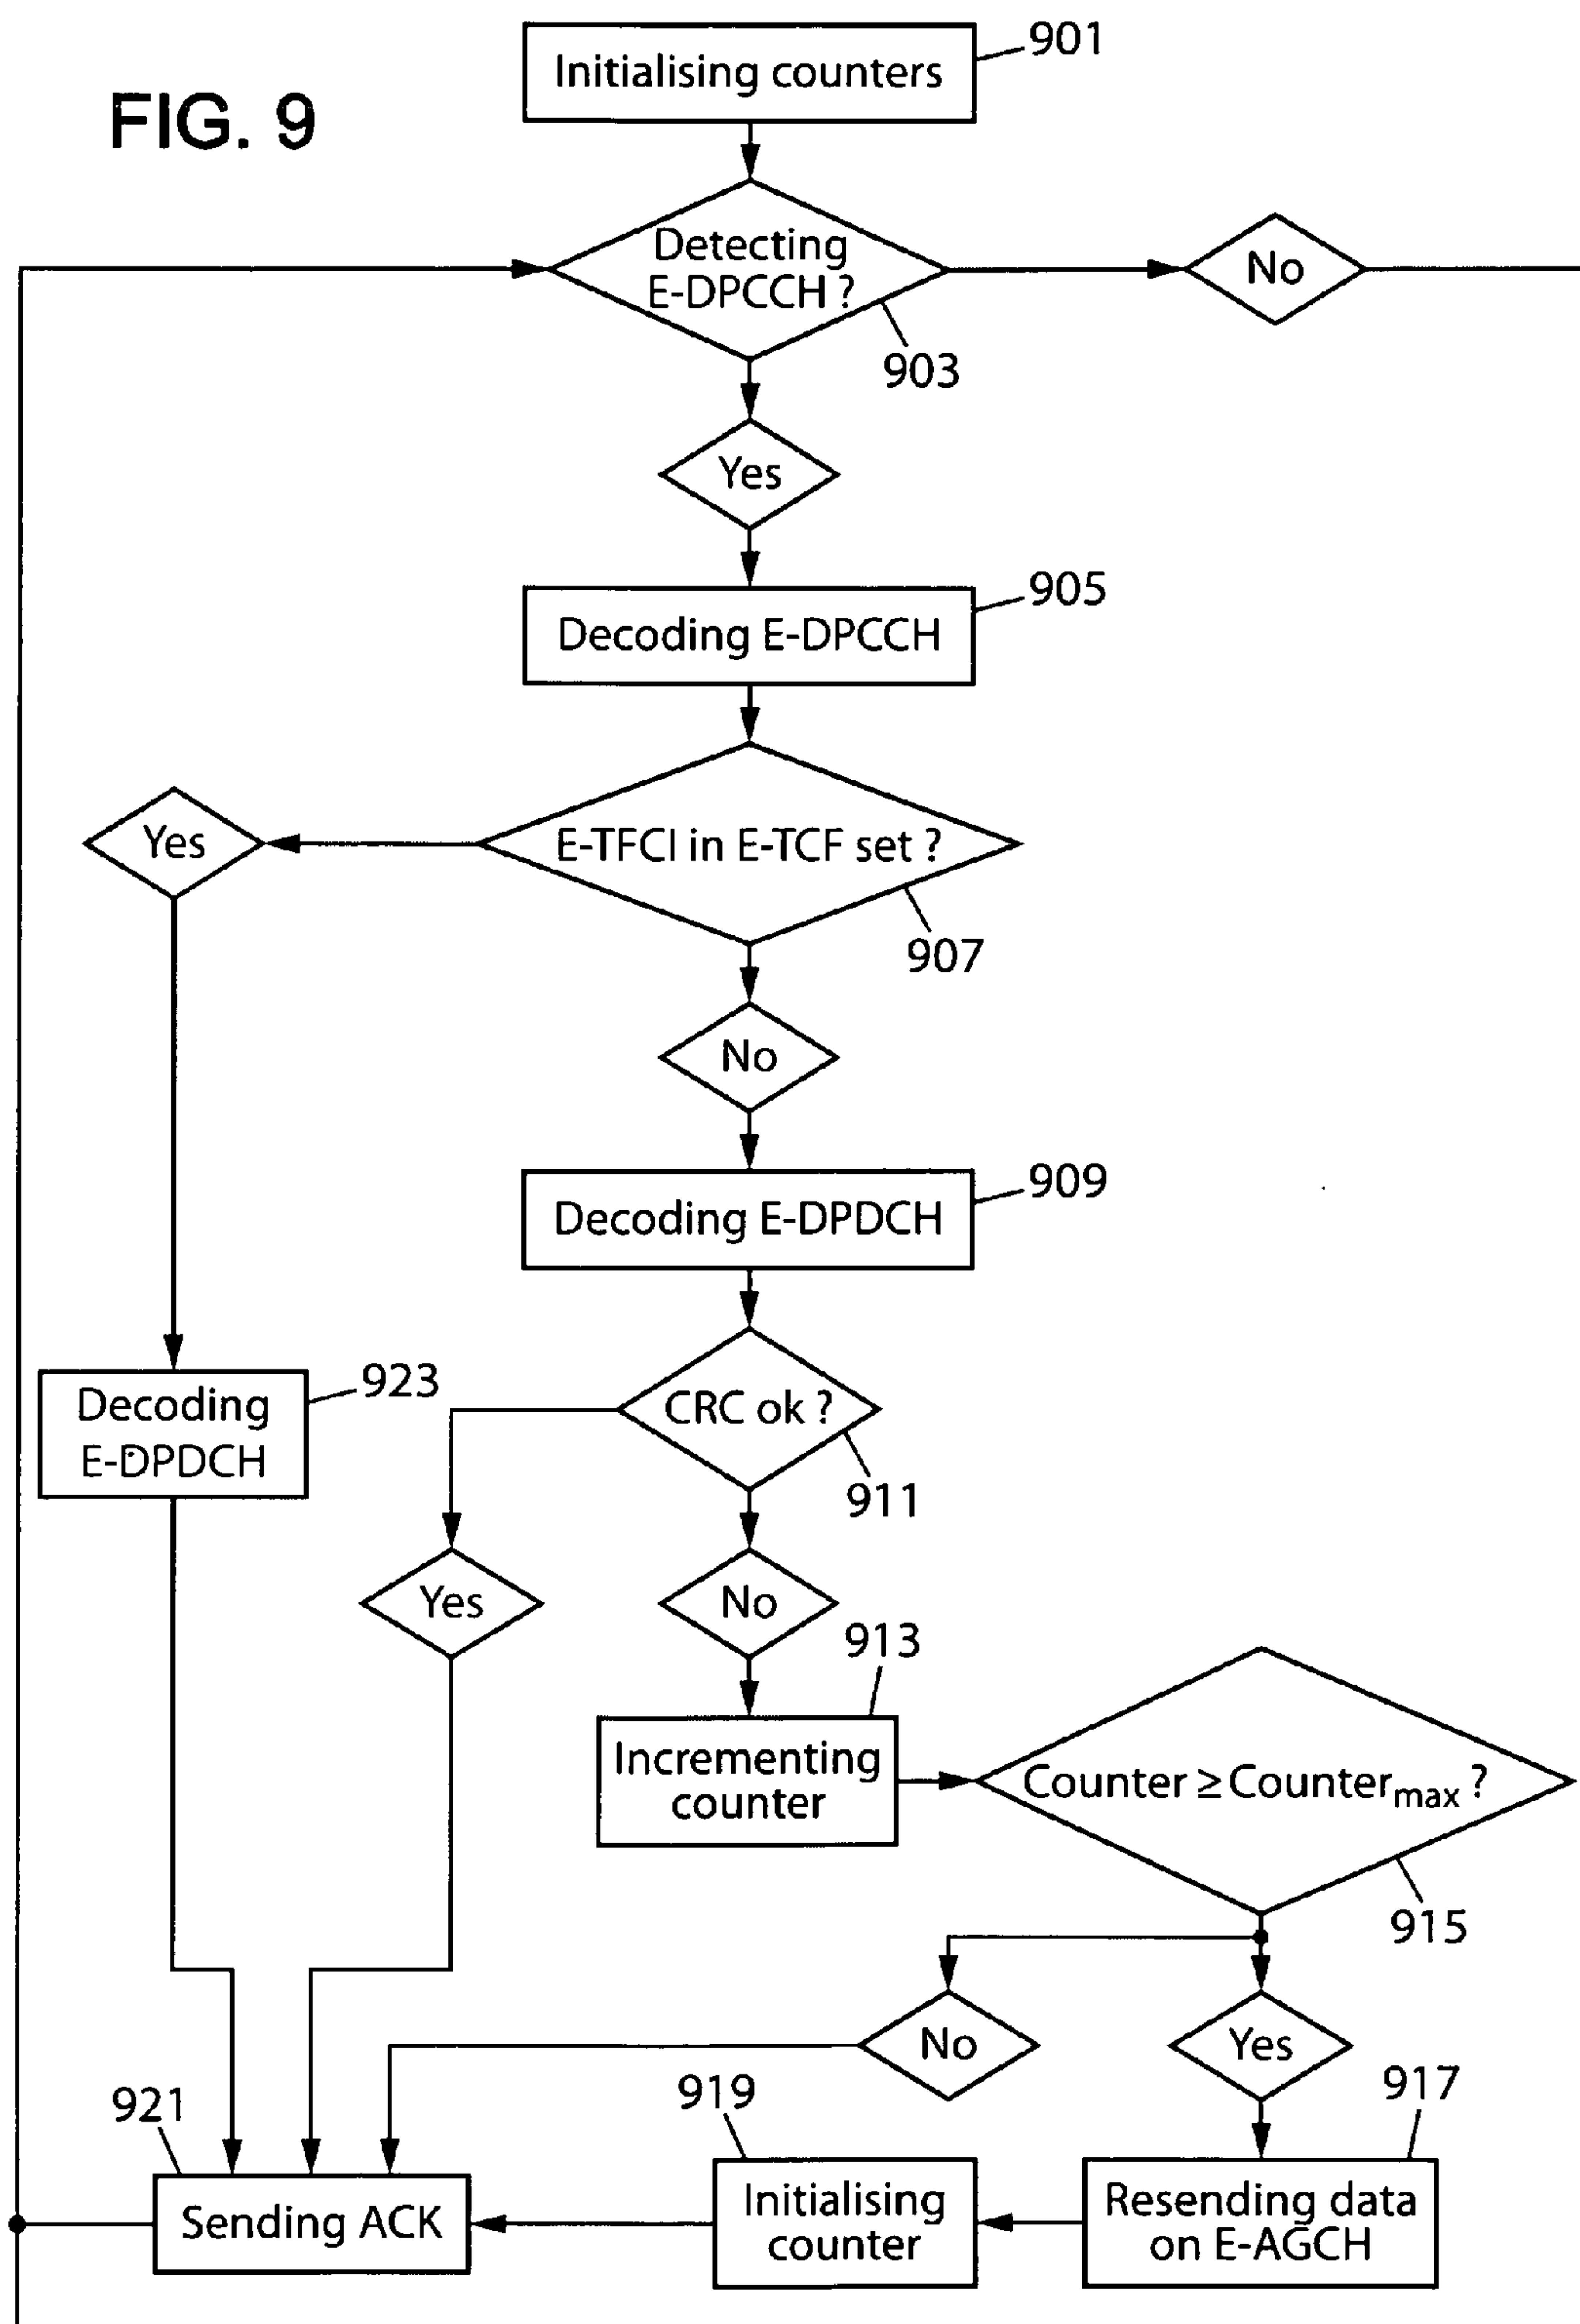 FIG. 9
Initialising counters
901
Detecting
E-DPCCH ?
903
No
Yes
Decoding E-DPCCH
905
E-TFCI in E-TCF set ?
907
Yes
No
Decoding E-DPDCH
909
Decoding
E-DPDCH
923
CRC ok ?
911
Yes
No
913
Incrementing
counter
Counter ≥ Countermax ?
915
No
Yes
921
Sending ACK
919
Initialising
counter
917
Resending data
on E-AGCH